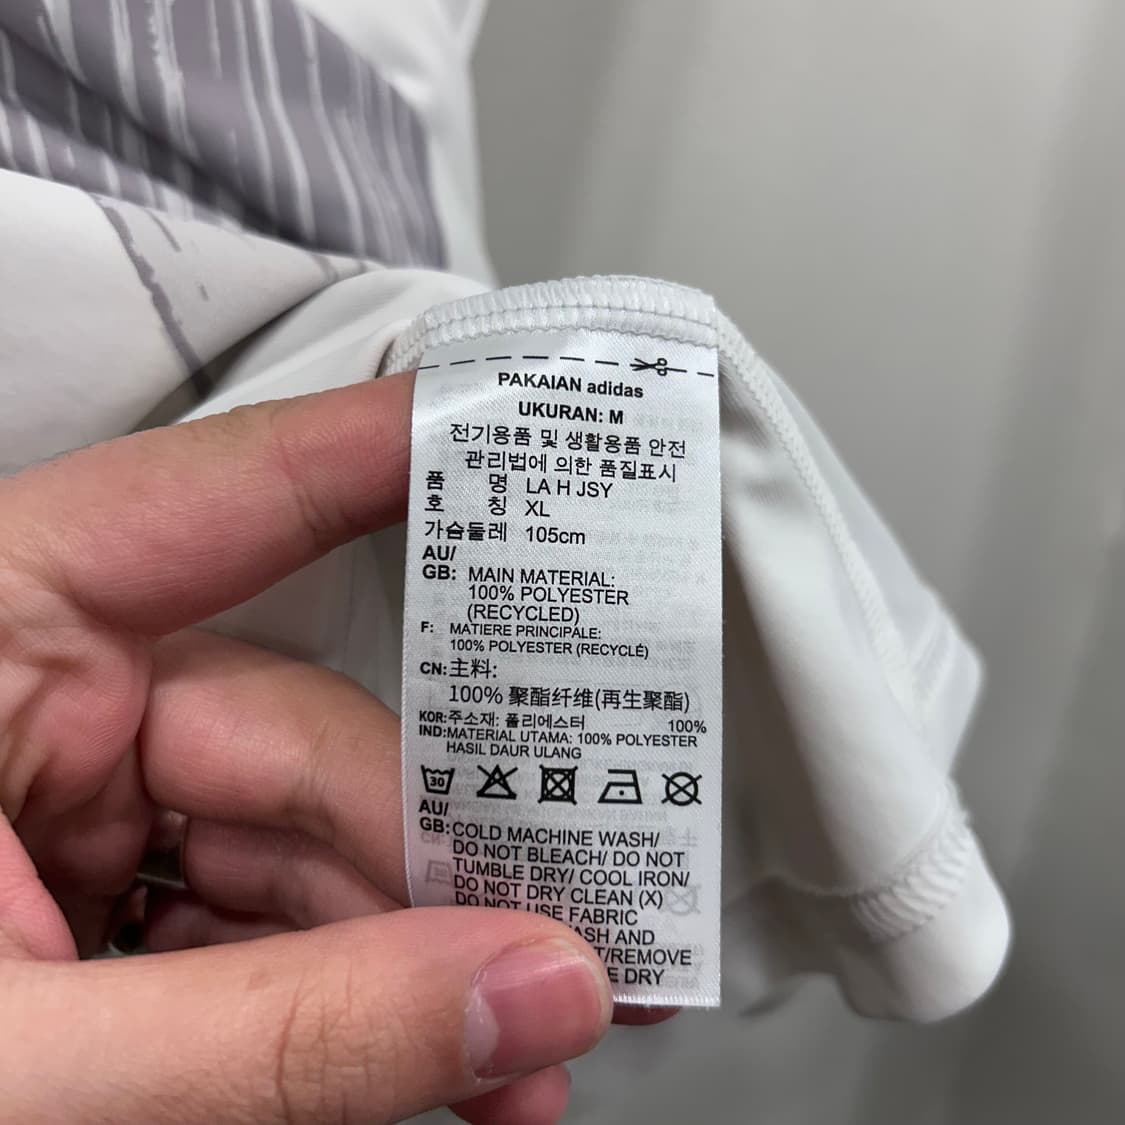 PAKAIAN adidas
UKURAN: M
전기용품 및 생활용품 안전
관리법에 의한 품질표시
품 명 LA H JSY
호 칭 XL
가슴둘레 105cm
AU/
GB: MAIN MATERIAL:
100% POLYESTER
(RECYCLED)
F: MATIERE PRINCIPALE:
100% POLYESTER (RECYCLÉ)
CN: 主料:
100% 聚酯纤维(再生聚酯)
KOR: 주소재: 폴리에스터 100%
IND: MATERIAL UTAMA: 100% POLYESTER
HASIL DAUR ULANG
30
AU/
GB: COLD MACHINE WASH/
DO NOT BLEACH/ DO NOT
TUMBLE DRY/ COOL IRON/
DO NOT DRY CLEAN (X)
DO NOT USE FABRIC
AND
/REMOVE
DRY